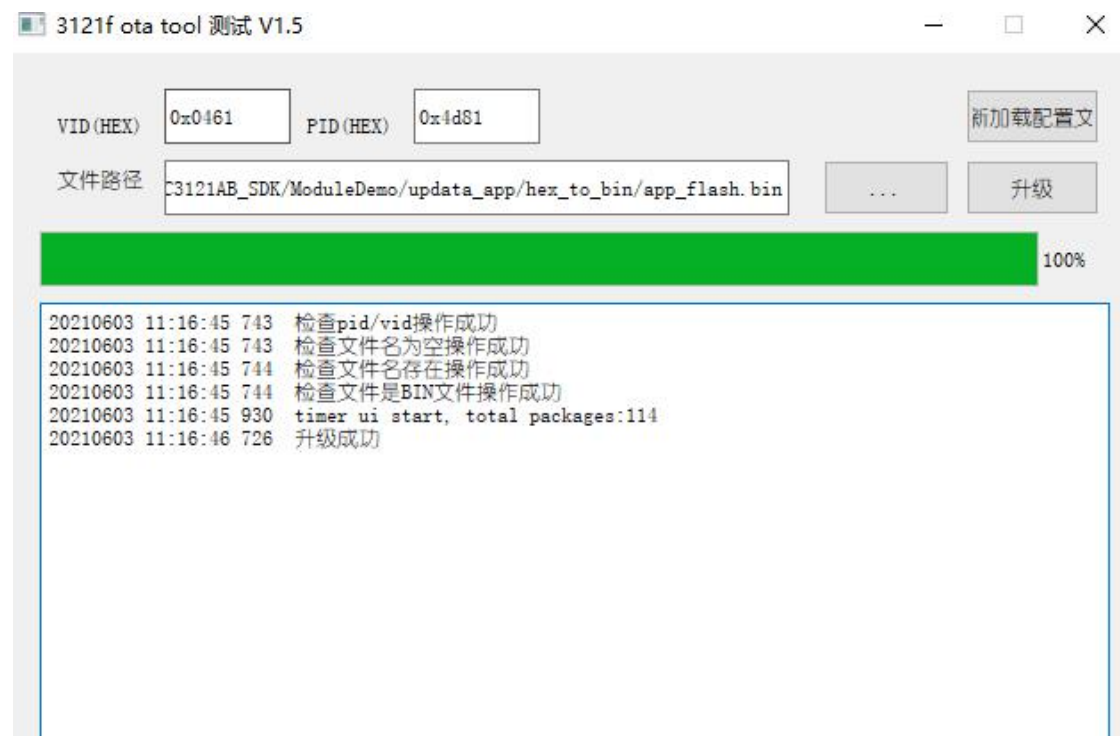 3121f ota tool 测试 V1.5
VID(HEX) 0x0461 PID(HEX) 0x4d81 新加载配置文
文件路径 C3121AB_SDK/ModuleDemo/updata_app/hex_to_bin/app_flash.bin ... 升级
100%
20210603 11:16:45 743 检查pid/vid操作成功
20210603 11:16:45 743 检查文件名为空操作成功
20210603 11:16:45 744 检查文件名存在操作成功
20210603 11:16:45 744 检查文件是BIN文件操作成功
20210603 11:16:45 930 timer ui start, total packages:114
20210603 11:16:46 726 升级成功